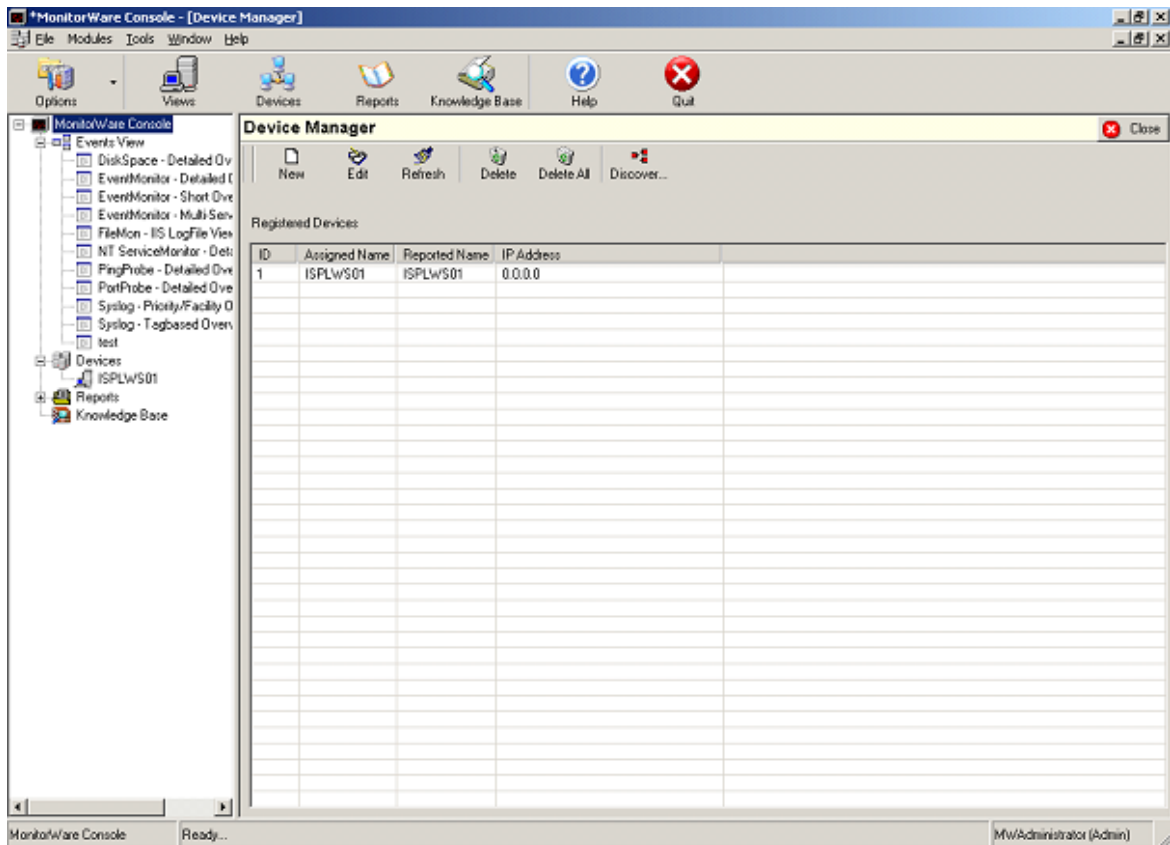 *MonitorWare Console - [Device Manager]
File Modules Tools Window Help
Options Views Devices Reports Knowledge Base Help Quit
MonitorWare Console
Events View
DiskSpace - Detailed Ov
EventMonitor - Detailed
EventMonitor - Short Ove
EventMonitor - Multi-Serv
FileMon - IIS LogFile View
NT ServiceMonitor - Deta
PingProbe - Detailed Ove
PortProbe - Detailed Ove
Syslog - Priority/Facility O
Syslog - Tagbased Overv
test
Devices
ISPLWS01
Reports
Knowledge Base
Device Manager Close
New Edit Refresh Delete Delete All Discover...
Registered Devices
ID Assigned Name Reported Name IP Address
1 ISPLWS01 ISPLWS01 0.0.0.0
MonitorWare Console Ready... MWAdministrator (Admin)